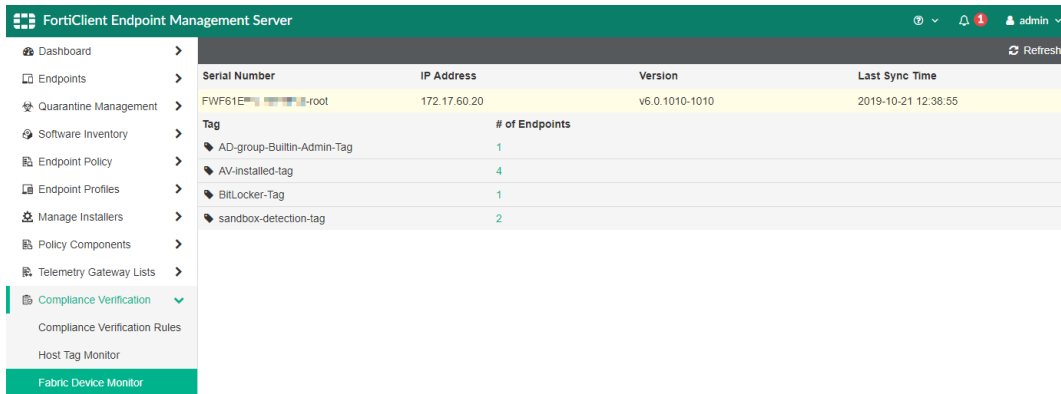 FortiClient Endpoint Management Server
1
admin
Dashboard
Endpoints
Quarantine Management
Software Inventory
Endpoint Policy
Endpoint Profiles
Manage Installers
Policy Components
Telemetry Gateway Lists
Compliance Verification
Compliance Verification Rules
Host Tag Monitor
Fabric Device Monitor
Refresh
Serial Number IP Address Version Last Sync Time
FWF61E -root 172.17.60.20 v6.0.1010-1010 2019-10-21 12:38:55
Tag # of Endpoints
AD-group-Builtin-Admin-Tag 1
AV-installed-tag 4
BitLocker-Tag 1
sandbox-detection-tag 2